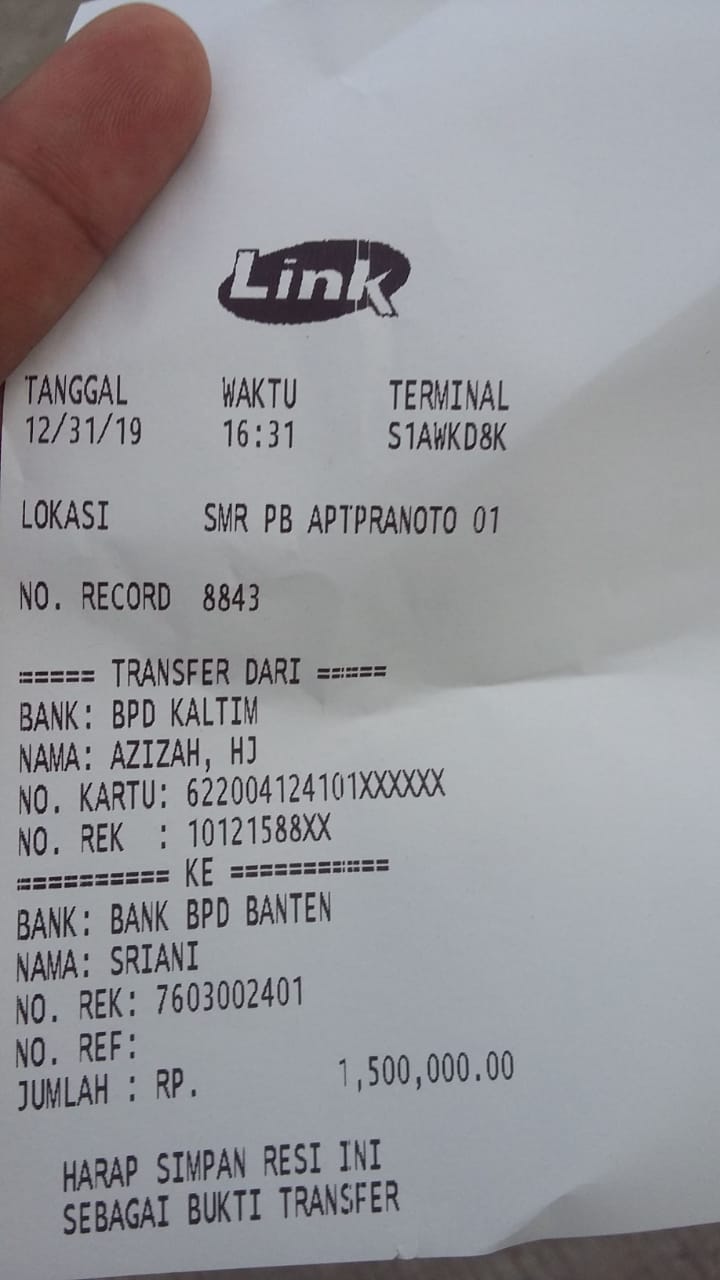 Link
TANGGAL WAKTU TERMINAL
12/31/19 16:31 S1AWKD8K
LOKASI SMR PB APTPRANOTO 01
NO. RECORD 8843
===== TRANSFER DARI =====
BANK: BPD KALTIM
NAMA: AZIZAH, HJ
NO. KARTU: 622004124101XXXXXX
NO. REK : 10121588XX
========== KE ==========
BANK: BANK BPD BANTEN
NAMA: SRIANI
NO. REK: 7603002401
NO. REF:
JUMLAH : RP. 1,500,000.00
HARAP SIMPAN RESI INI
SEBAGAI BUKTI TRANSFER